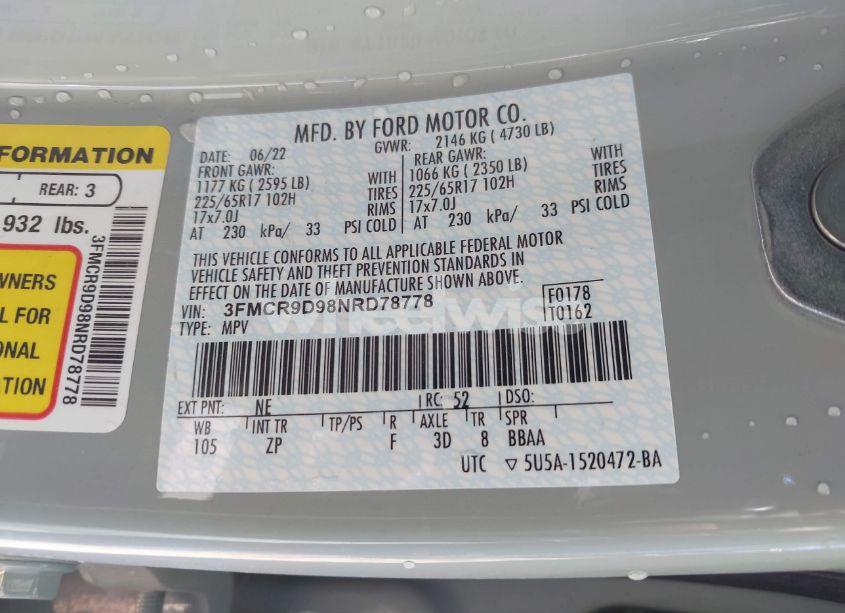 FORMATION
REAR: 3
932 lbs.
WNERS
L FOR
ONAL
3FMCR9D98NRD78778
MFD. BY FORD MOTOR CO.
DATE: 06/22 GVWR: 2146 KG ( 4730 LB)
FRONT GAWR: REAR GAWR: WITH
1177 KG ( 2595 LB) WITH 1066 KG ( 2350 LB) TIRES
225/65R17 102H TIRES 225/65R17 102H RIMS
17x7.0J RIMS 17x7.0J
AT 230 kPa/ 33 PSI COLD AT 230 kPa/ 33 PSI COLD
THIS VEHICLE CONFORMS TO ALL APPLICABLE FEDERAL MOTOR
VEHICLE SAFETY AND THEFT PREVENTION STANDARDS IN
EFFECT ON THE DATE OF MANUFACTURE SHOWN ABOVE.
VIN: 3FMCR9D98NRD78778 F0178
TYPE: MPV T0162
EXT PNT: NE RC: 52 DSO:
WB INT TR TP/PS R AXLE TR SPR
105 ZP F 3D 8 BBAA
UTC ▽ 5U5A-1520472-BA